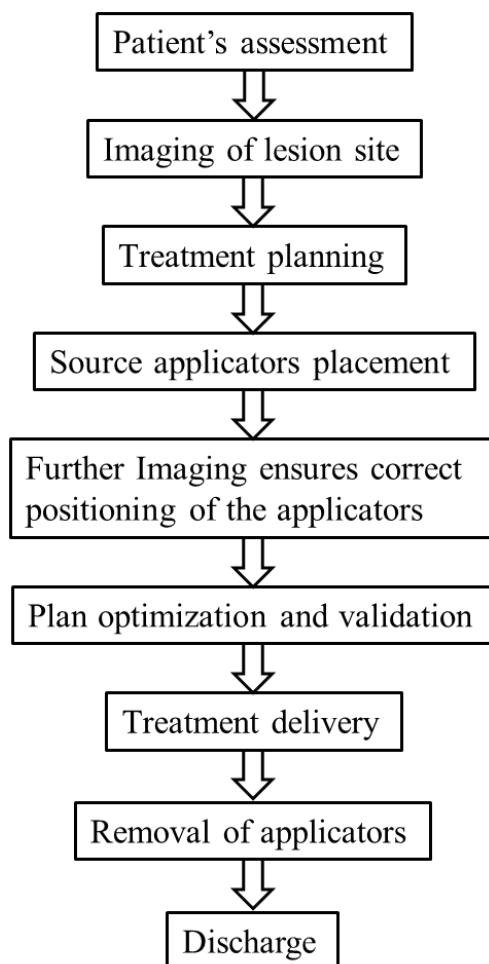 Patient's assessment
Imaging of lesion site
Treatment planning
Source applicators placement
Further Imaging ensures correct
positioning of the applicators
Plan optimization and validation
Treatment delivery
Removal of applicators
Discharge